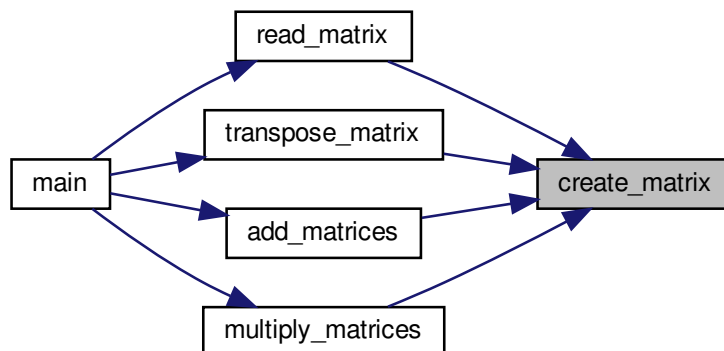 read_matrix
transpose_matrix
main
create_matrix
add_matrices
multiply_matrices